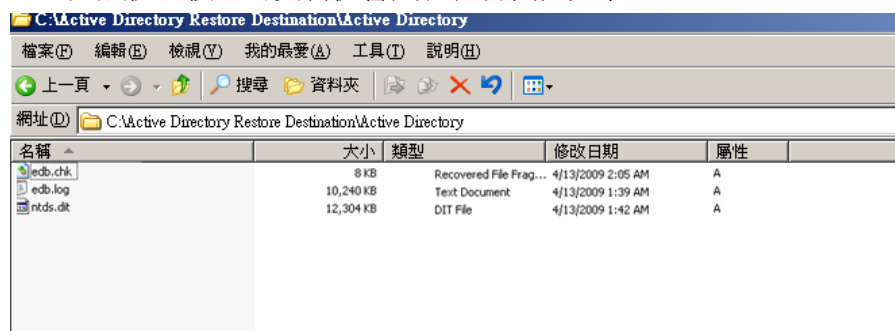 C:\Active Directory Restore Destination\Active Directory
檔案(F) 編輯(E) 檢視(V) 我的最愛(A) 工具(T) 說明(H)
上一頁 搜尋 資料夾
網址(D) C:\Active Directory Restore Destination\Active Directory
名稱 大小 類型 修改日期 屬性
edb.chk 8 KB Recovered File Frag... 4/13/2009 2:05 AM A
edb.log 10,240 KB Text Document 4/13/2009 1:39 AM A
ntds.dit 12,304 KB DIT File 4/13/2009 1:42 AM A